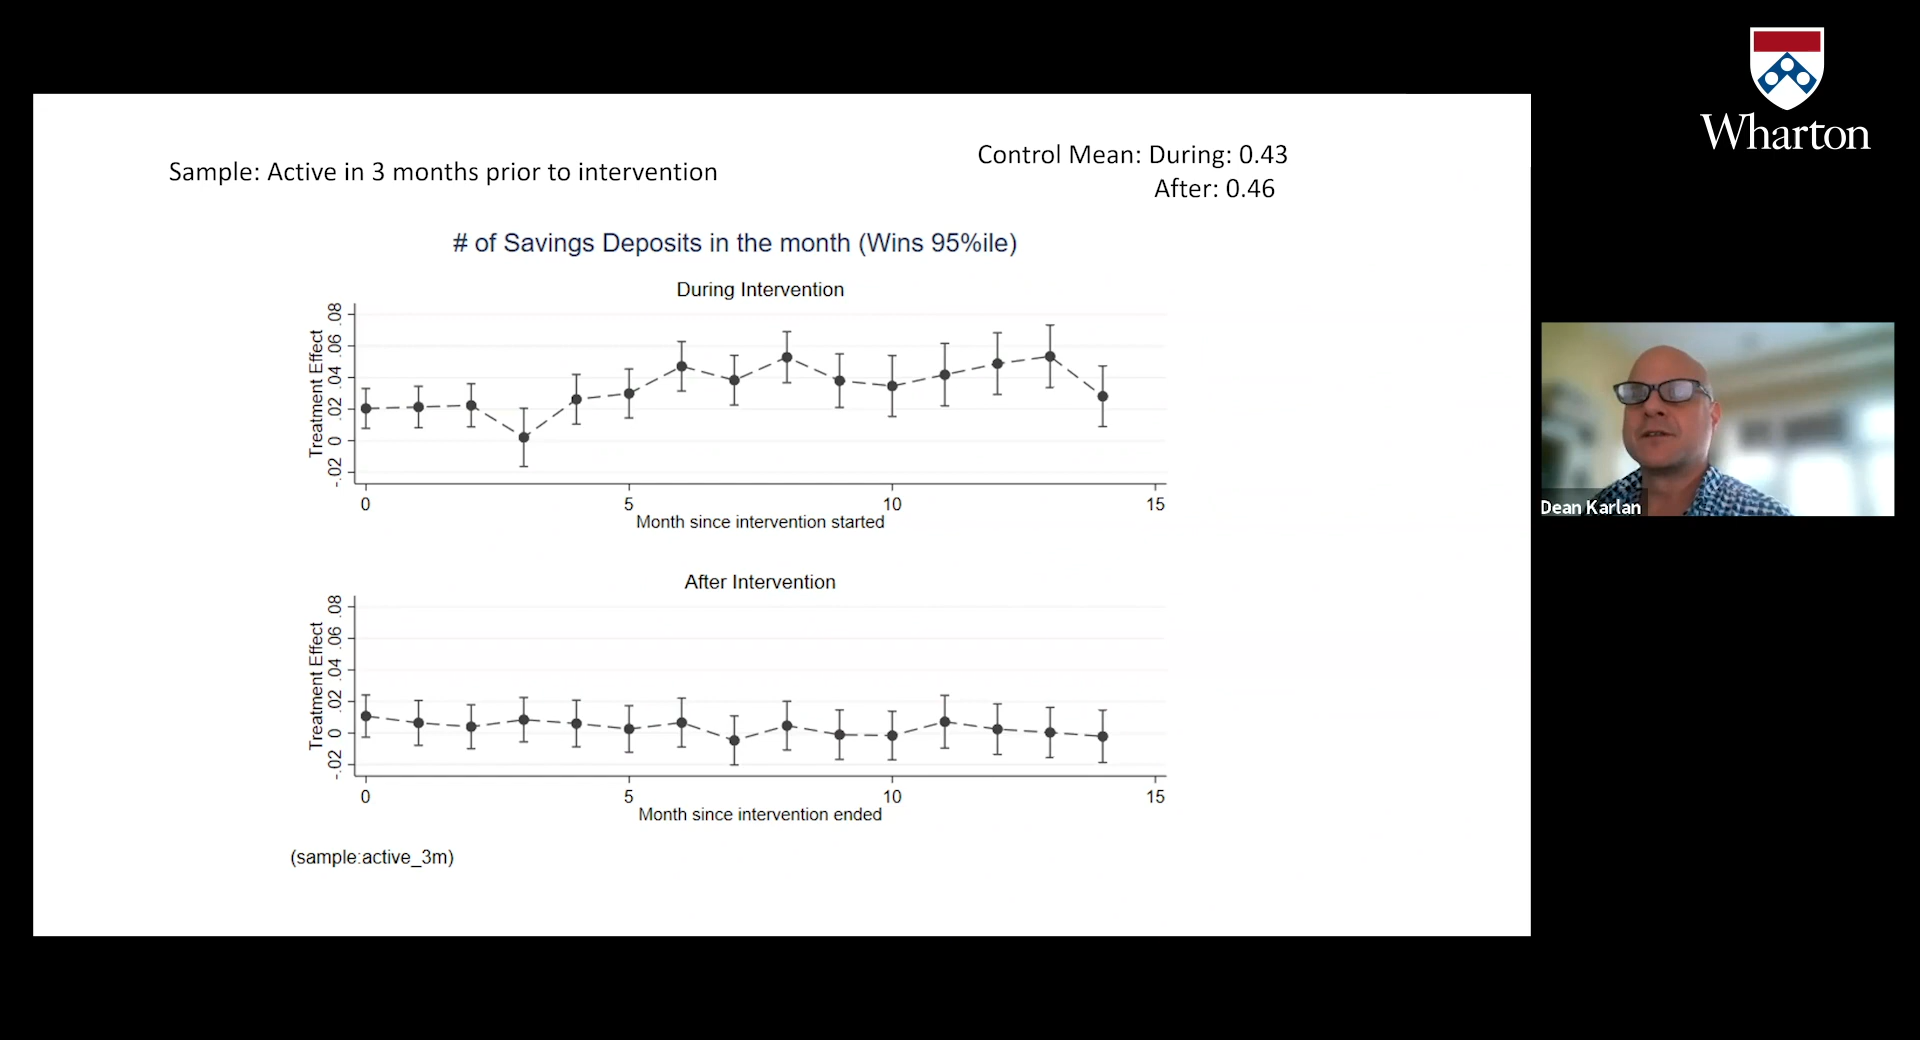 Wharton
Sample: Active in 3 months prior to intervention
Control Mean: During: 0.43
After: 0.46
# of Savings Deposits in the month (Wins 95%ile)
During Intervention
Treatment Effect
-.02 0 .02 .04 .06 .08
0 5 10 15
Month since intervention started
After Intervention
Treatment Effect
-.02 0 .02 .04 .06 .08
0 5 10 15
Month since intervention ended
(sample:active_3m)
Dean Karlan